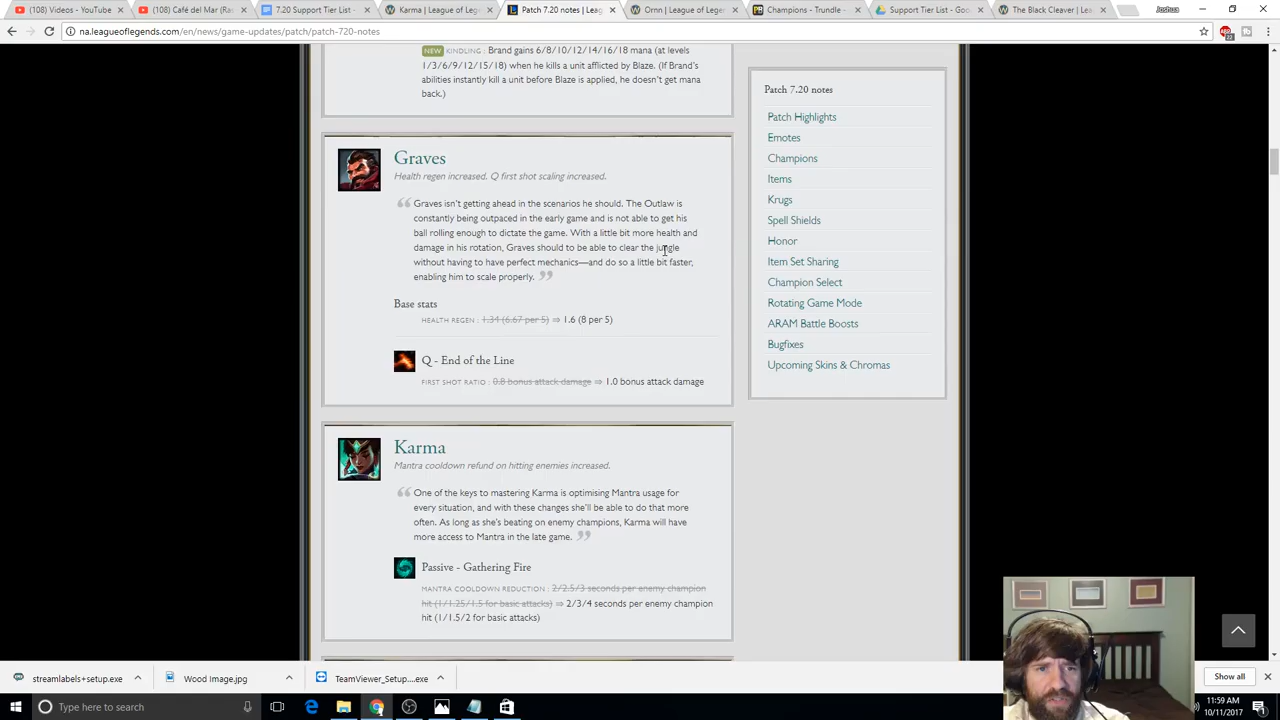 (108) Videos - YouTube
(108) Café del Mar (Ras
7.20 Support Tier List -
Karma | League of Leg
Patch 7.20 notes | Leag
Ornn | League of Leger
Champions - Trundle -
Support Tier List - Goo
The Black Cleaver | Lea
Joshua
na.leagueoflegends.com/en/news/game-updates/patch/patch-720-notes
22
NEW KINDLING : Brand gains 6/8/10/12/14/16/18 mana (at levels
1/3/6/9/12/15/18) when he kills a unit afflicted by Blaze. (If Brand's
abilities instantly kill a unit before Blaze is applied, he doesn't get mana
back.)
Graves
Health regen increased. Q first shot scaling increased.
Graves isn't getting ahead in the scenarios he should. The Outlaw is
constantly being outpaced in the early game and is not able to get his
ball rolling enough to dictate the game. With a little bit more health and
damage in his rotation, Graves should to be able to clear the jungle
without having to have perfect mechanics—and do so a little bit faster,
enabling him to scale properly.
Base stats
HEALTH REGEN : 1.34 (6.67 per 5) ⇒ 1.6 (8 per 5)
Q - End of the Line
FIRST SHOT RATIO : 0.8 bonus attack damage ⇒ 1.0 bonus attack damage
Karma
Mantra cooldown refund on hitting enemies increased.
One of the keys to mastering Karma is optimising Mantra usage for
every situation, and with these changes she'll be able to do that more
often. As long as she's beating on enemy champions, Karma will have
more access to Mantra in the late game.
Passive - Gathering Fire
MANTRA COOLDOWN REDUCTION : 2/2.5/3 seconds per enemy champion
hit (1/1.25/1.5 for basic attacks) ⇒ 2/3/4 seconds per enemy champion
hit (1/1.5/2 for basic attacks)
Patch 7.20 notes
Patch Highlights
Emotes
Champions
Items
Krugs
Spell Shields
Honor
Item Set Sharing
Champion Select
Rotating Game Mode
ARAM Battle Boosts
Bugfixes
Upcoming Skins & Chromas
streamlabels+setup.exe
Wood Image.jpg
TeamViewer_Setup....exe
Show all
Type here to search
11:59 AM
10/11/2017